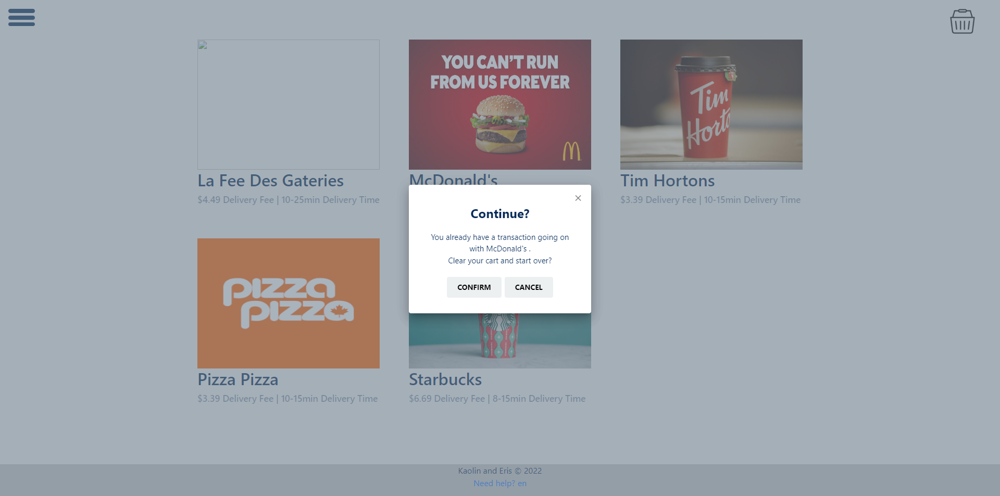 YOU CAN'T RUN
FROM US FOREVER
Tim
Horto
La Fee Des Gateries
McDonald's
Tim Hortons
$4.49 Delivery Fee | 10-25min Delivery Time
$3.39 Delivery Fee | 10-15min Delivery Time
Continue?
You already have a transaction going on
with McDonald's .
Clear your cart and start over?
CONFIRM CANCEL
pizza
pizza
Pizza Pizza
Starbucks
$3.39 Delivery Fee | 10-15min Delivery Time
$6.69 Delivery Fee | 8-15min Delivery Time
Kaolin and Eris © 2022
Need help? en